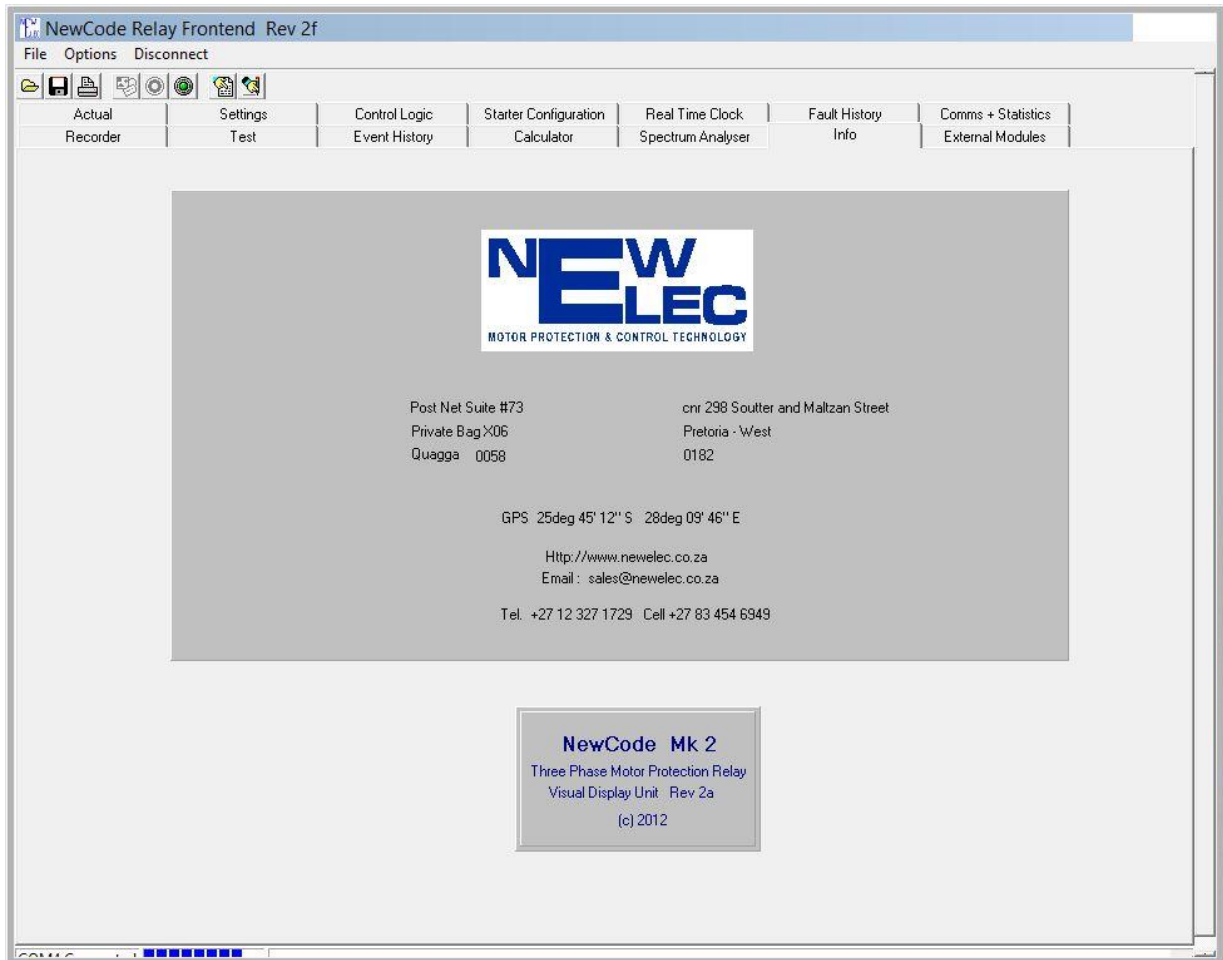 NewCode Relay Frontend Rev 2f
File Options Disconnect
Actual Settings Control Logic Starter Configuration Real Time Clock Fault History Comms + Statistics
Recorder Test Event History Calculator Spectrum Analyser Info External Modules
NEW
ELEC
MOTOR PROTECTION & CONTROL TECHNOLOGY
Post Net Suite #73 cnr 298 Soutter and Maltzan Street
Private Bag X06 Pretoria - West
Quagga 0058 0182
GPS 25deg 45' 12'' S 28deg 09' 46'' E
Http://www.newelec.co.za
Email : sales@newelec.co.za
Tel. +27 12 327 1729 Cell +27 83 454 6949
NewCode Mk 2
Three Phase Motor Protection Relay
Visual Display Unit Rev 2a
(c) 2012